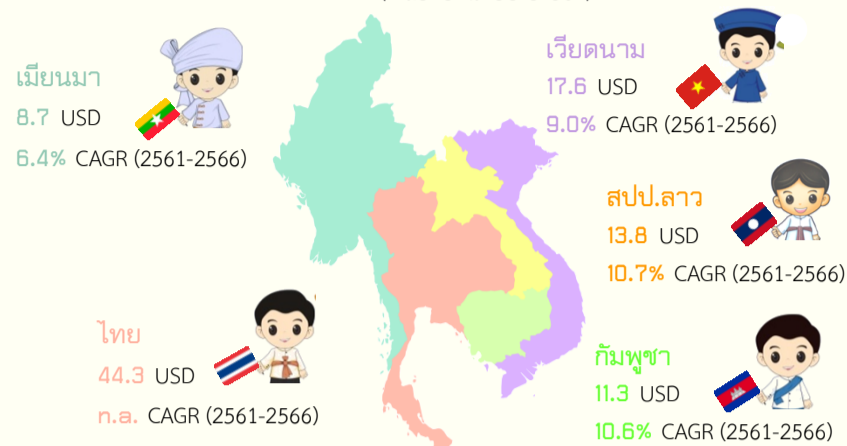 เมียนมา
8.7 USD
6.4% CAGR (2561-2566)
เวียดนาม
17.6 USD
9.0% CAGR (2561-2566)
สปป.ลาว
13.8 USD
10.7% CAGR (2561-2566)
ไทย
44.3 USD
n.a. CAGR (2561-2566)
กัมพูชา
11.3 USD
10.6% CAGR (2561-2566)